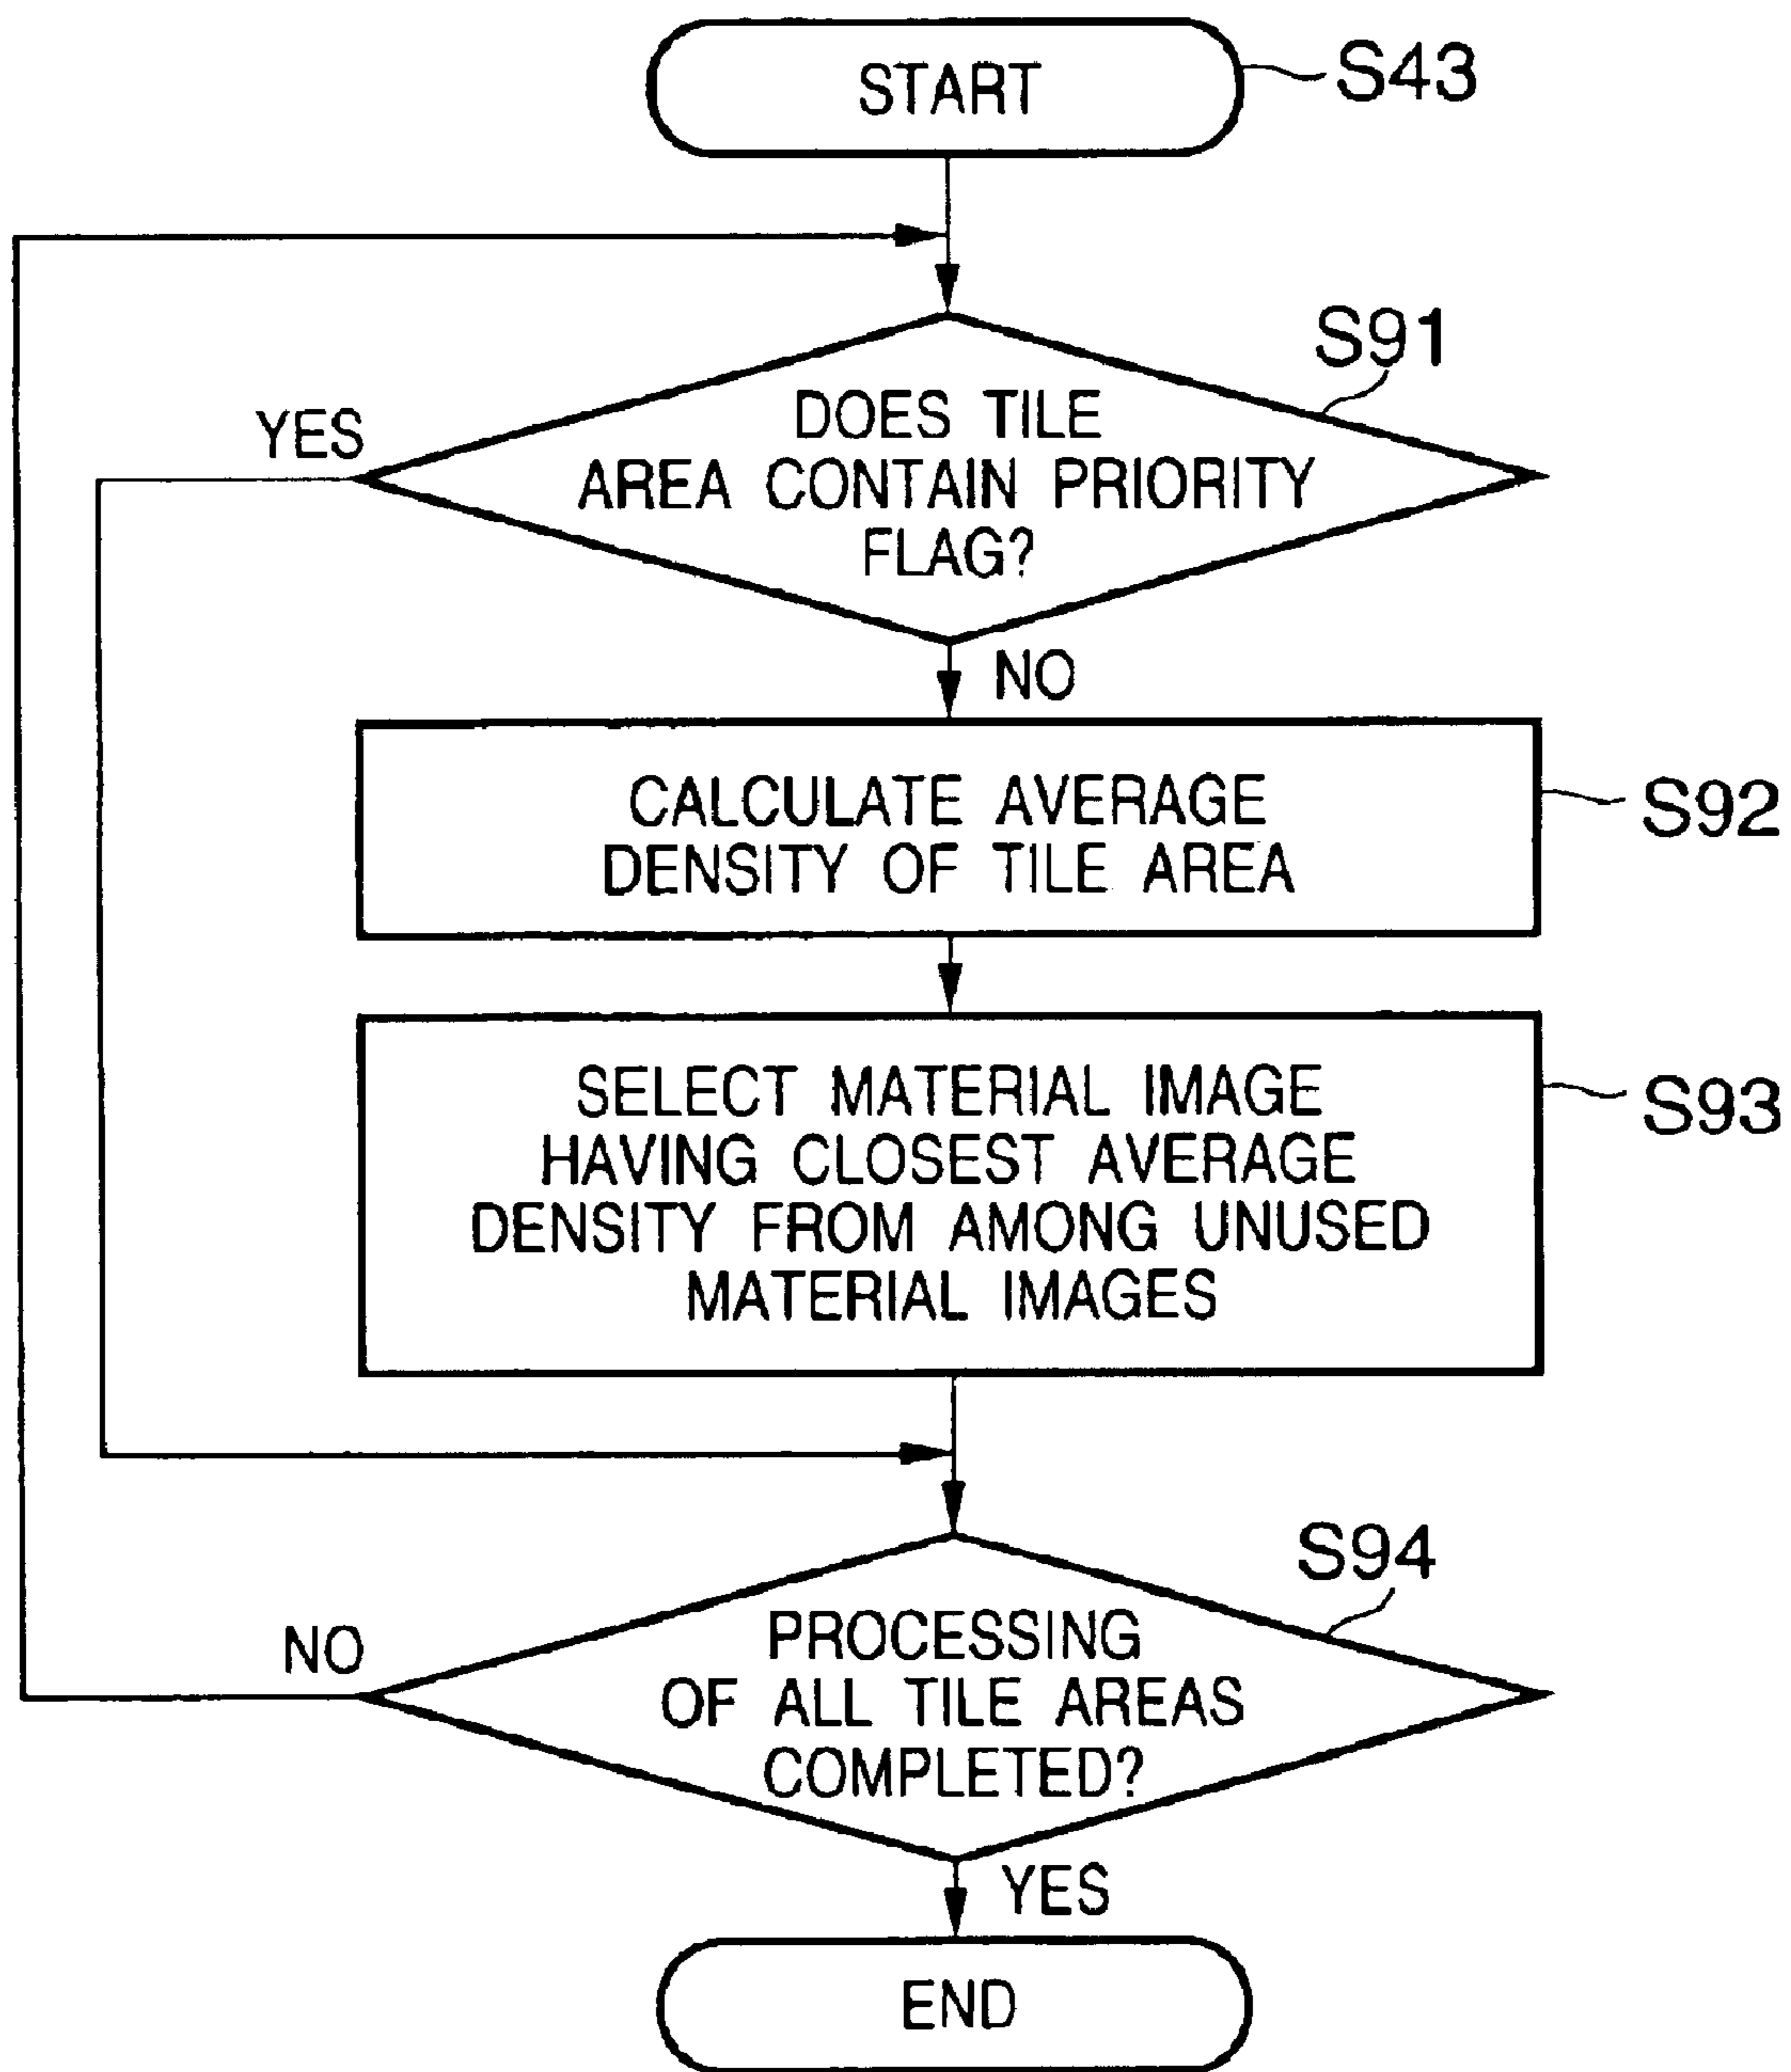 START
S43
S91
YES
DOES TILE
AREA CONTAIN PRIORITY
FLAG?
NO
CALCULATE AVERAGE
DENSITY OF TILE AREA
S92
SELECT MATERIAL IMAGE
HAVING CLOSEST AVERAGE
DENSITY FROM AMONG UNUSED
MATERIAL IMAGES
S93
S94
NO
PROCESSING
OF ALL TILE AREAS
COMPLETED?
YES
END